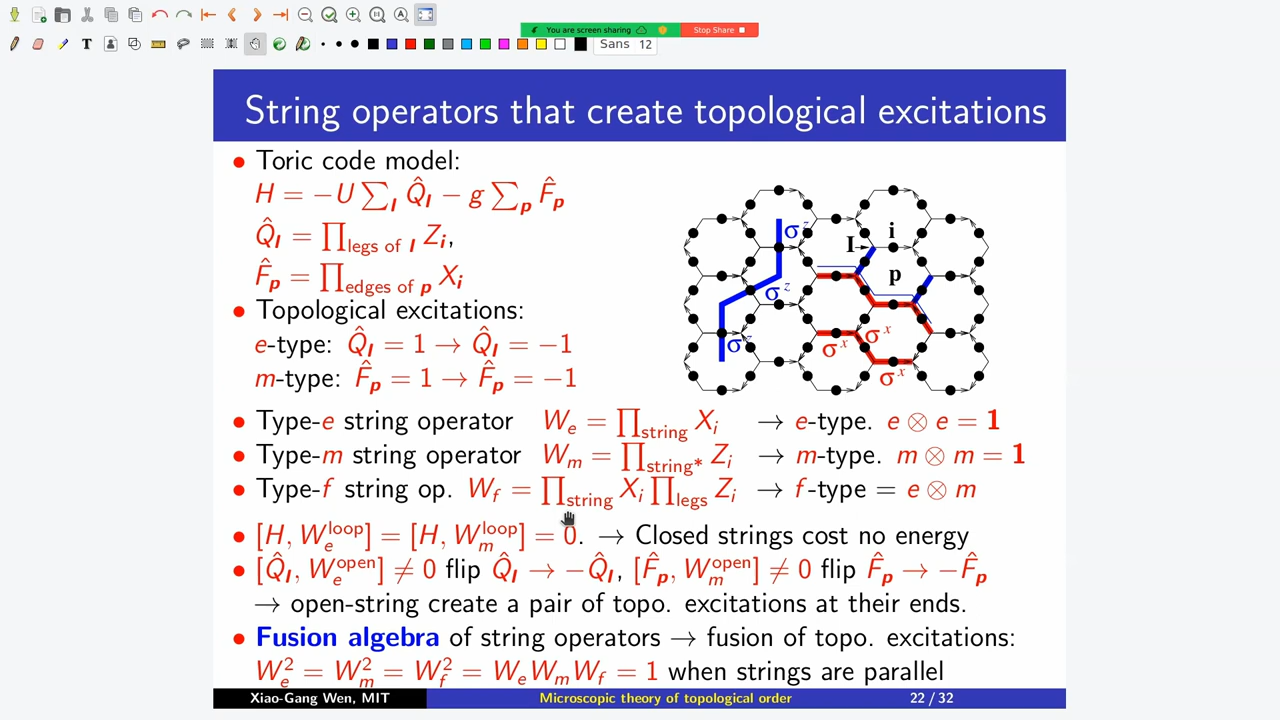 You are screen sharing
Stop Share
Sans 12
String operators that create topological excitations
• Toric code model:
H = −U ∑_I Q̂_I − g ∑_p F̂_p
Q̂_I = ∏_legs of I Z_i,
F̂_p = ∏_edges of p X_i
• Topological excitations:
e-type: Q̂_I = 1 → Q̂_I = −1
m-type: F̂_p = 1 → F̂_p = −1
σ^z
σ^z
σ^z
I
i
p
σ^x
σ^x
σ^x
• Type-e string operator W_e = ∏_string X_i → e-type. e ⊗ e = 1
• Type-m string operator W_m = ∏_string* Z_i → m-type. m ⊗ m = 1
• Type-f string op. W_f = ∏_string X_i ∏_legs Z_i → f-type = e ⊗ m
• [H, W_e^loop] = [H, W_m^loop] = 0. → Closed strings cost no energy
• [Q̂_I, W_e^open] ≠ 0 flip Q̂_I → −Q̂_I, [F̂_p, W_m^open] ≠ 0 flip F̂_p → −F̂_p
→ open-string create a pair of topo. excitations at their ends.
• Fusion algebra of string operators → fusion of topo. excitations:
W_e^2 = W_m^2 = W_f^2 = W_e W_m W_f = 1 when strings are parallel
Xiao-Gang Wen, MIT
Microscopic theory of topological order
22 / 32